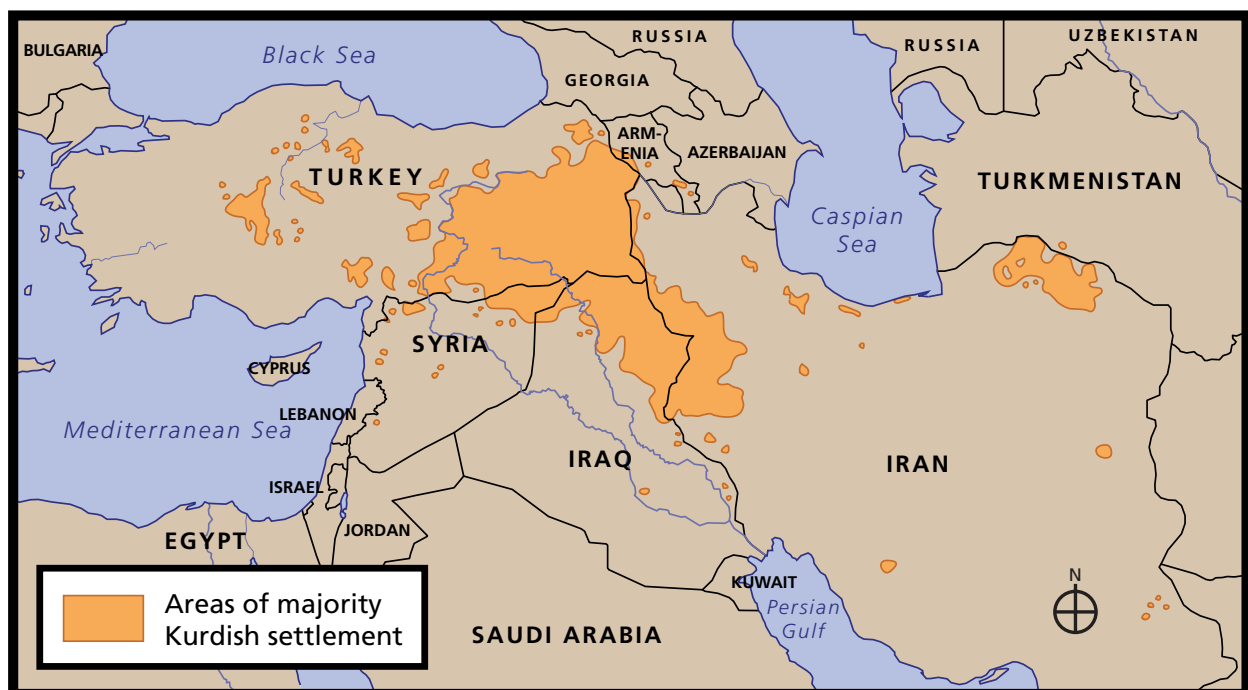 BULGARIA
Black Sea
RUSSIA
RUSSIA
UZBEKISTAN
GEORGIA
ARM-
ENIA
AZERBAIJAN
TURKEY
TURKMENISTAN
Caspian
Sea
SYRIA
CYPRUS
LEBANON
Mediterranean Sea
IRAQ
IRAN
ISRAEL
JORDAN
EGYPT
KUWAIT
Persian
Gulf
SAUDI ARABIA
N
Areas of majority
Kurdish settlement